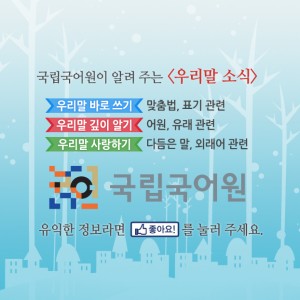 국립국어원이 알려 주는 <우리말 소식>
우리말 바로 쓰기 맞춤법, 표기 관련
우리말 깊이 알기 어원, 유래 관련
우리말 사랑하기 다듬은 말, 외래어 관련
국립국어원
유익한 정보라면 좋아요! 를 눌러 주세요.